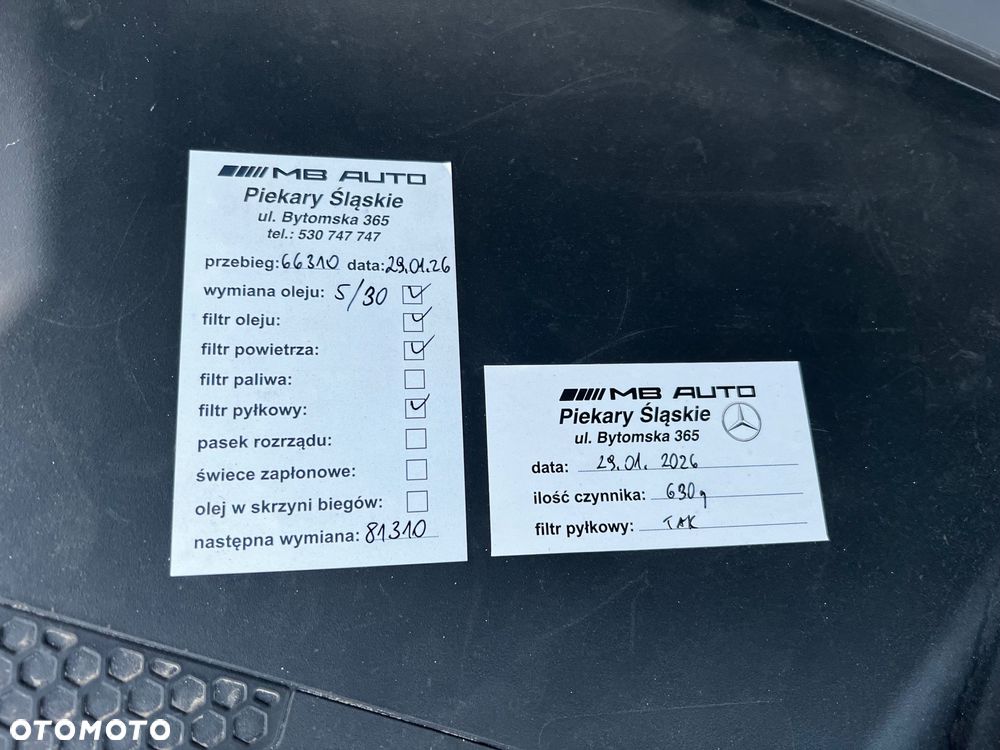 MB AUTO
Piekary Śląskie
ul. Bytomska 365
tel.: 530 747 747
przebieg: 66310 data: 29.01.26
wymiana oleju: 5/30
filtr oleju:
filtr powietrza:
filtr paliwa:
filtr pyłkowy:
pasek rozrządu:
świece zapłonowe:
olej w skrzyni biegów:
następna wymiana: 81310
MB AUTO
Piekary Śląskie
ul. Bytomska 365
data: 29.01. 2026
ilość czynnika: 630g
filtr pyłkowy: TAK
OTOMOTO